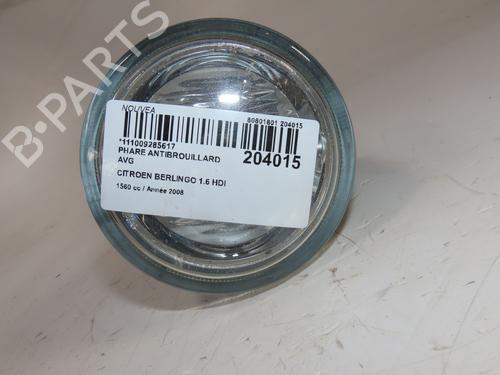 B-PARTS
NOUVEA
80801801 204015
*111009285617
204015
PHARE ANTIBROUILLARD
AVG
CITROEN BERLINGO 1.6 HDI
1560 cc / Année 2008